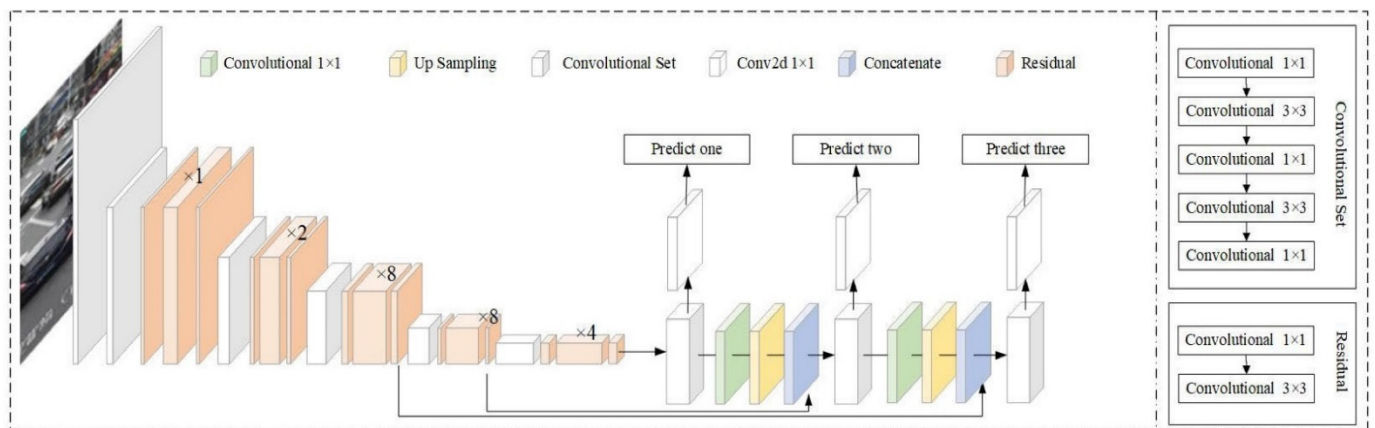 Convolutional 1×1
Up Sampling
Convolutional Set
Conv2d 1×1
Concatenate
Residual
×1
×2
×8
×8
×4
Predict one
Predict two
Predict three
Convolutional 1×1
Convolutional 3×3
Convolutional 1×1
Convolutional 3×3
Convolutional 1×1
Convolutional Set
Convolutional 1×1
Convolutional 3×3
Residual